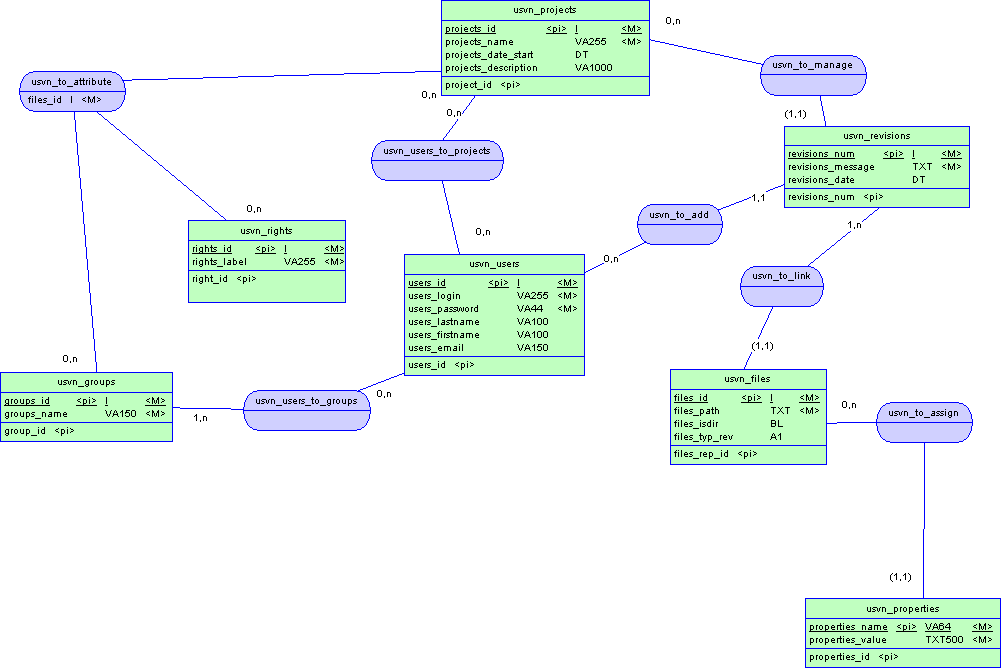 usvn_projects
projects_id <pi> I <M>
projects_name VA255 <M>
projects_date_start DT
projects_description VA1000
project_id <pi>
0,n
usvn_to_manage
usvn_to_attribute
files_id I <M>
0,n
0,n
(1,1)
usvn_revisions
revisions_num <pi> I <M>
revisions_message TXT <M>
revisions_date DT
revisions_num <pi>
usvn_users_to_projects
1,1
usvn_to_add
0,n
1,n
usvn_rights
rights_id <pi> I <M>
rights_label VA255 <M>
right_id <pi>
0,n
0,n
usvn_to_link
usvn_users
users_id <pi> I <M>
users_login VA255 <M>
users_password VA44 <M>
users_lastname VA100
users_firstname VA100
users_email VA150
users_id <pi>
(1,1)
0,n
usvn_groups
groups_id <pi> I <M>
groups_name VA150 <M>
group_id <pi>
1,n
usvn_users_to_groups
0,n
usvn_files
files_id <pi> I <M>
files_path TXT <M>
files_isdir BL
files_typ_rev A1
files_rep_id <pi>
0,n
usvn_to_assign
(1,1)
usvn_properties
properties_name <pi> VA64 <M>
properties_value TXT500 <M>
properties_id <pi>